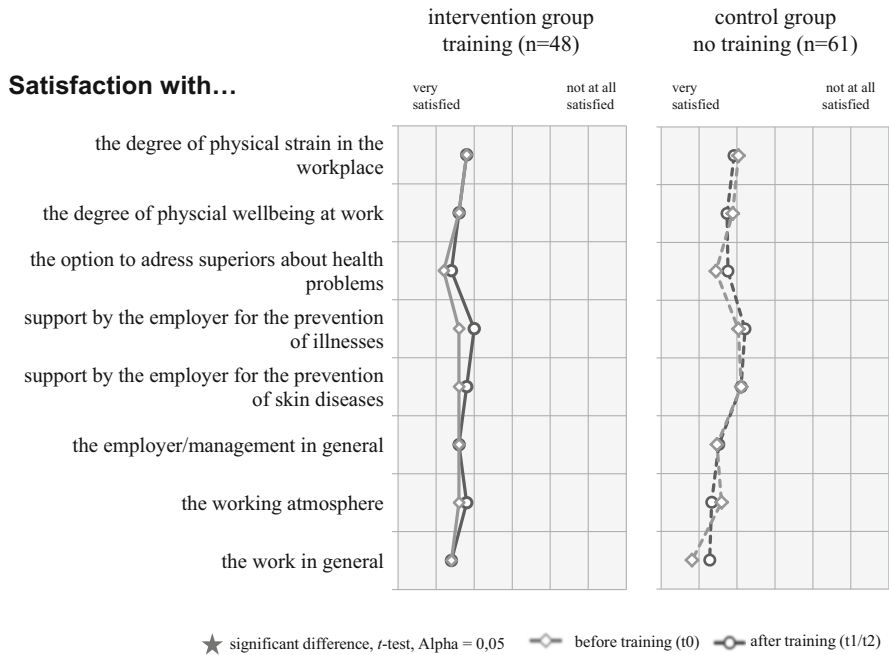 intervention group
training (n=48)
control group
no training (n=61)
Satisfaction with…
very
satisfied
not at all
satisfied
very
satisfied
not at all
satisfied
the degree of physical strain in the
workplace
the degree of physcial wellbeing at work
the option to adress superiors about health
problems
support by the employer for the prevention
of illnesses
support by the employer for the prevention
of skin diseases
the employer/management in general
the working atmosphere
the work in general
significant difference, t-test, Alpha = 0,05
before training (t0)
after training (t1/t2)